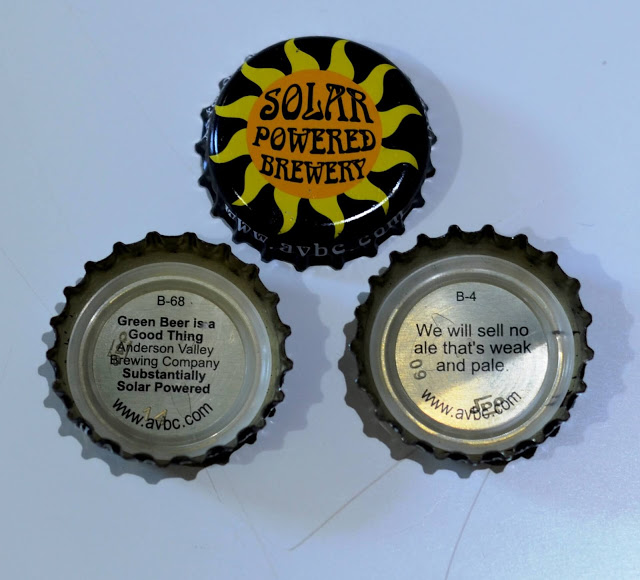 SOLAR
POWERED
BREWERY
www.avbc.com
B-68
Green Beer is a
Good Thing
Anderson Valley
Brewing Company
Substantially
Solar Powered
www.avbc.com
B-4
We will sell no
ale that's weak
and pale.
www.avbc.com